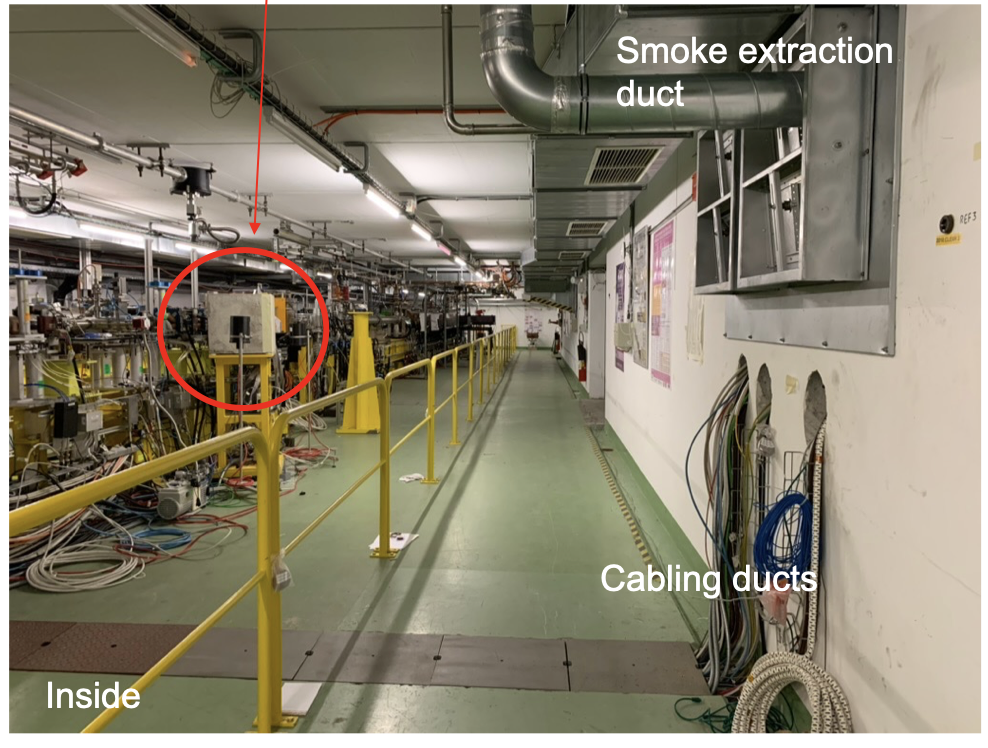 Smoke extraction
duct
REF3
Cabling ducts
Inside